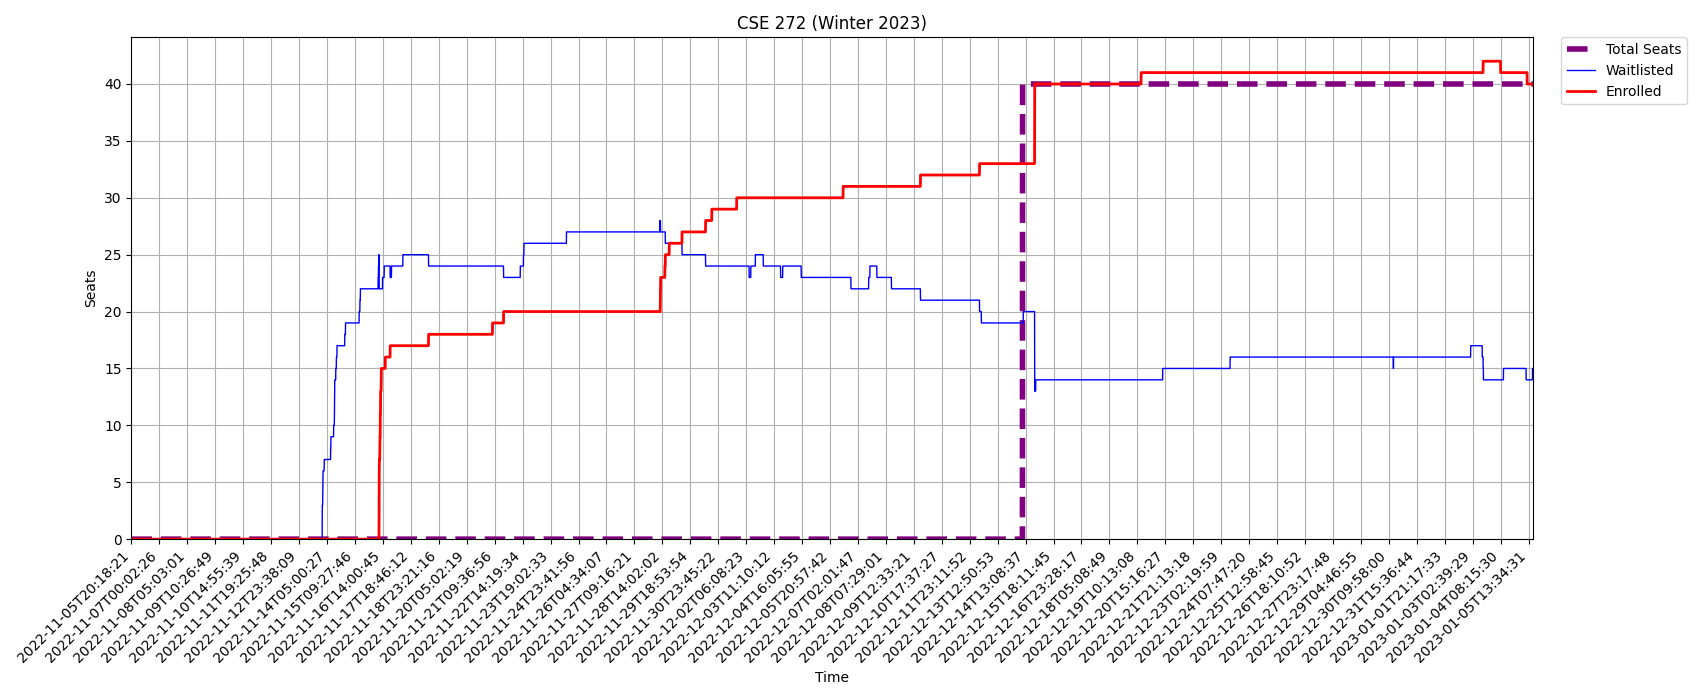 CSE 272 (Winter 2023)
Total Seats
Waitlisted
Enrolled
Seats
40
35
30
25
20
15
10
5
0
2022-11-05T20:18:21
2022-11-07T00:02:26
2022-11-08T05:03:01
2022-11-09T10:26:49
2022-11-10T14:55:39
2022-11-11T19:25:48
2022-11-12T23:38:09
2022-11-14T05:00:27
2022-11-15T09:27:46
2022-11-16T14:00:45
2022-11-17T18:46:12
2022-11-18T23:21:16
2022-11-20T05:02:19
2022-11-21T09:36:56
2022-11-22T14:19:34
2022-11-23T19:02:33
2022-11-24T23:41:56
2022-11-26T04:34:07
2022-11-27T09:16:21
2022-11-28T14:02:02
2022-11-29T18:53:54
2022-11-30T23:45:22
2022-12-02T06:08:23
2022-12-03T11:10:12
2022-12-04T16:05:55
2022-12-05T20:57:42
2022-12-07T02:01:47
2022-12-08T07:29:01
2022-12-09T12:33:21
2022-12-10T17:37:27
2022-12-11T23:11:52
2022-12-13T12:50:53
2022-12-14T13:08:37
2022-12-15T18:11:45
2022-12-16T23:28:17
2022-12-18T05:08:49
2022-12-19T10:13:08
2022-12-20T15:16:27
2022-12-21T21:13:18
2022-12-23T02:19:59
2022-12-24T07:47:20
2022-12-25T12:58:45
2022-12-26T18:10:52
2022-12-27T23:17:48
2022-12-29T04:46:55
2022-12-30T09:58:00
2022-12-31T15:36:44
2023-01-01T21:17:33
2023-01-03T02:39:29
2023-01-04T08:15:30
2023-01-05T13:34:31
Time